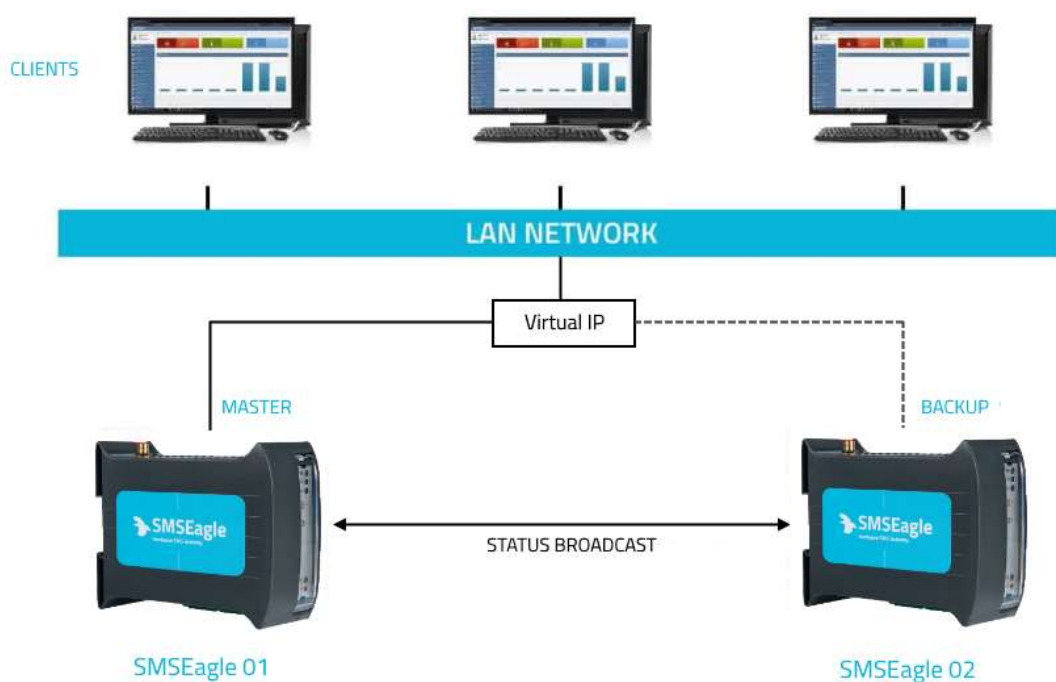 CLIENTS
LAN NETWORK
Virtual IP
MASTER
BACKUP
SMSEagle
SMSEagle
STATUS BROADCAST
SMSEagle 01
SMSEagle 02